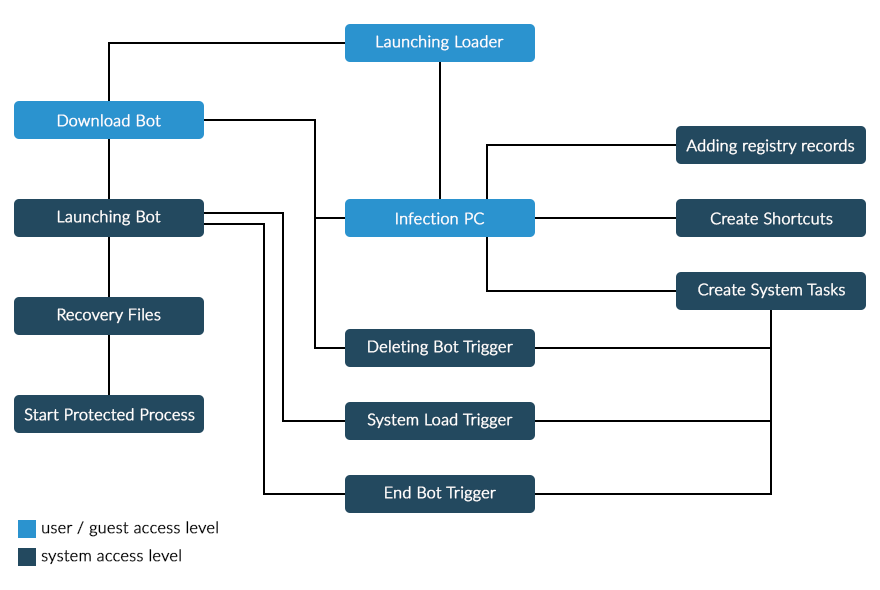 Launching Loader
Download Bot
Adding registry records
Launching Bot
Infection PC
Create Shortcuts
Create System Tasks
Recovery Files
Deleting Bot Trigger
Start Protected Process
System Load Trigger
End Bot Trigger
user / guest access level
system access level